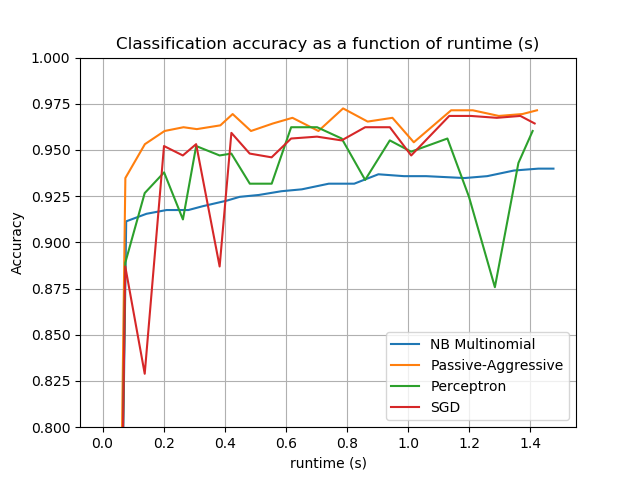 Classification accuracy as a function of runtime (s)
1.000
0.975
0.950
0.925
0.900
0.875
0.850
0.825
0.800
Accuracy
NB Multinomial
Passive-Aggressive
Perceptron
SGD
0.0 0.2 0.4 0.6 0.8 1.0 1.2 1.4
runtime (s)